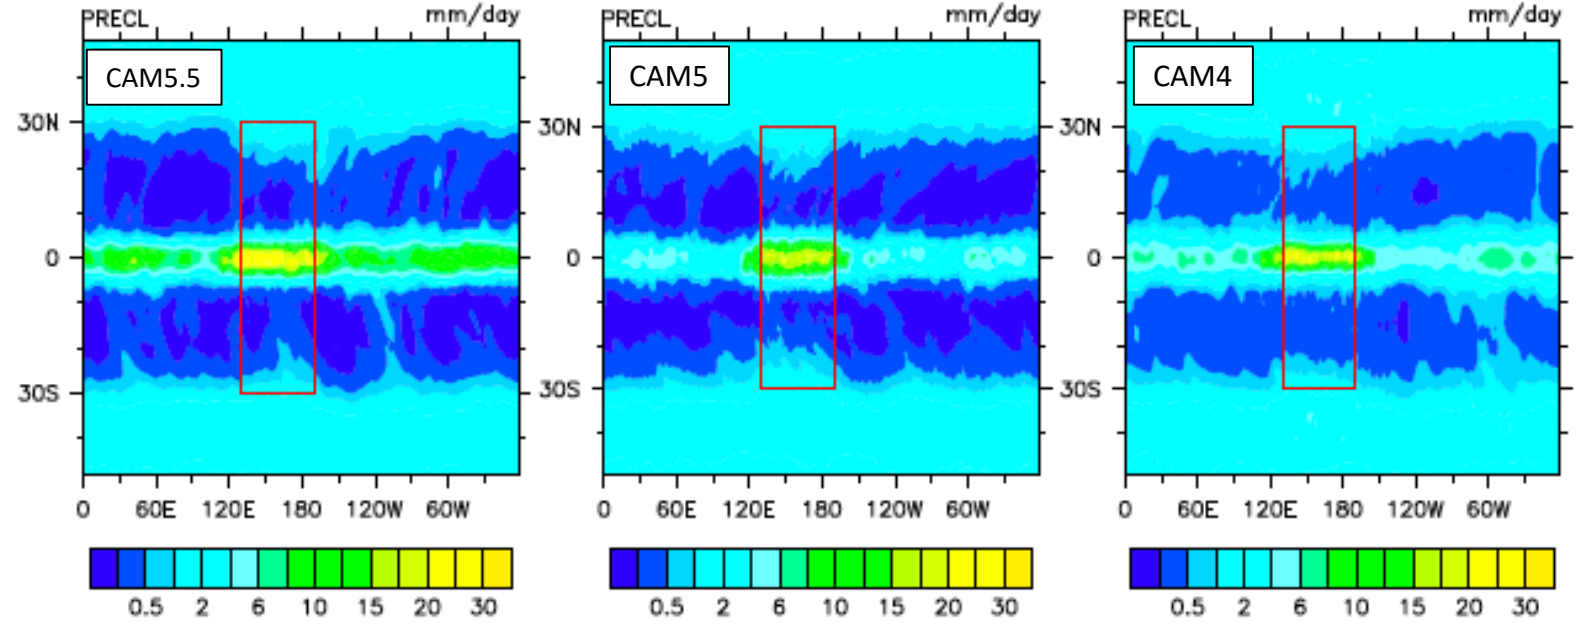 PRECL mm/day PRECL mm/day PRECL mm/day
CAM5.5 CAM5 CAM4
30N 30N 30N
0 0 0
30S 30S 30S
0 60E 120E 180 120W 60W 0 60E 120E 180 120W 60W 0 60E 120E 180 120W 60W
0.5 2 6 10 15 20 30 0.5 2 6 10 15 20 30 0.5 2 6 10 15 20 30